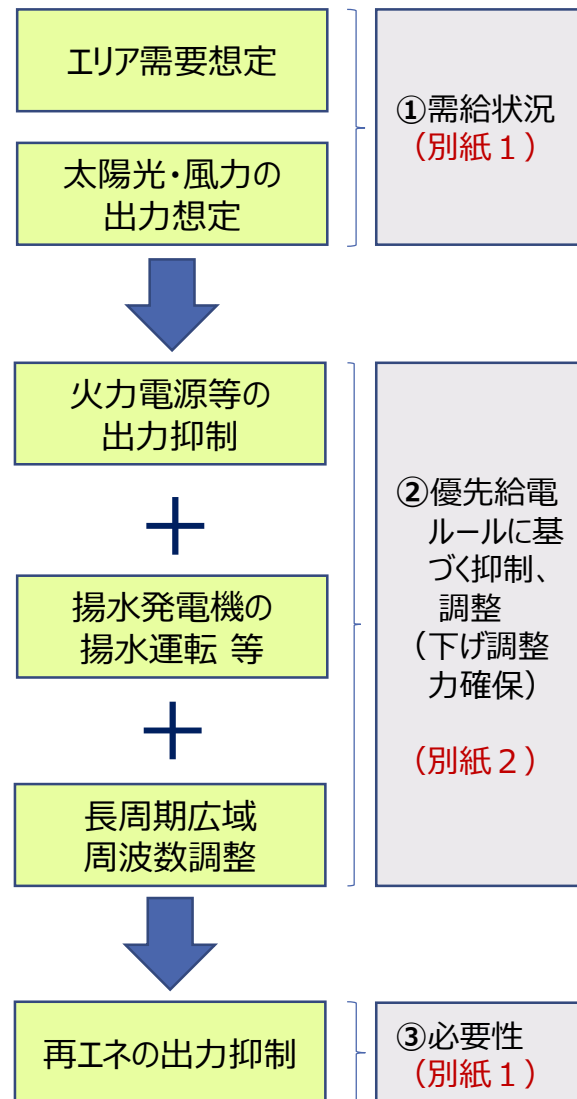 エリア需要想定
太陽光・風力の
出力想定
①需給状況
（別紙１）
火力電源等の
出力抑制
＋
揚水発電機の
揚水運転 等
＋
長周期広域
周波数調整
②優先給電
ルールに基
づく抑制、
調整
（下げ調整
力確保）
（別紙２）
再エネの出力抑制
③必要性
（別紙１）